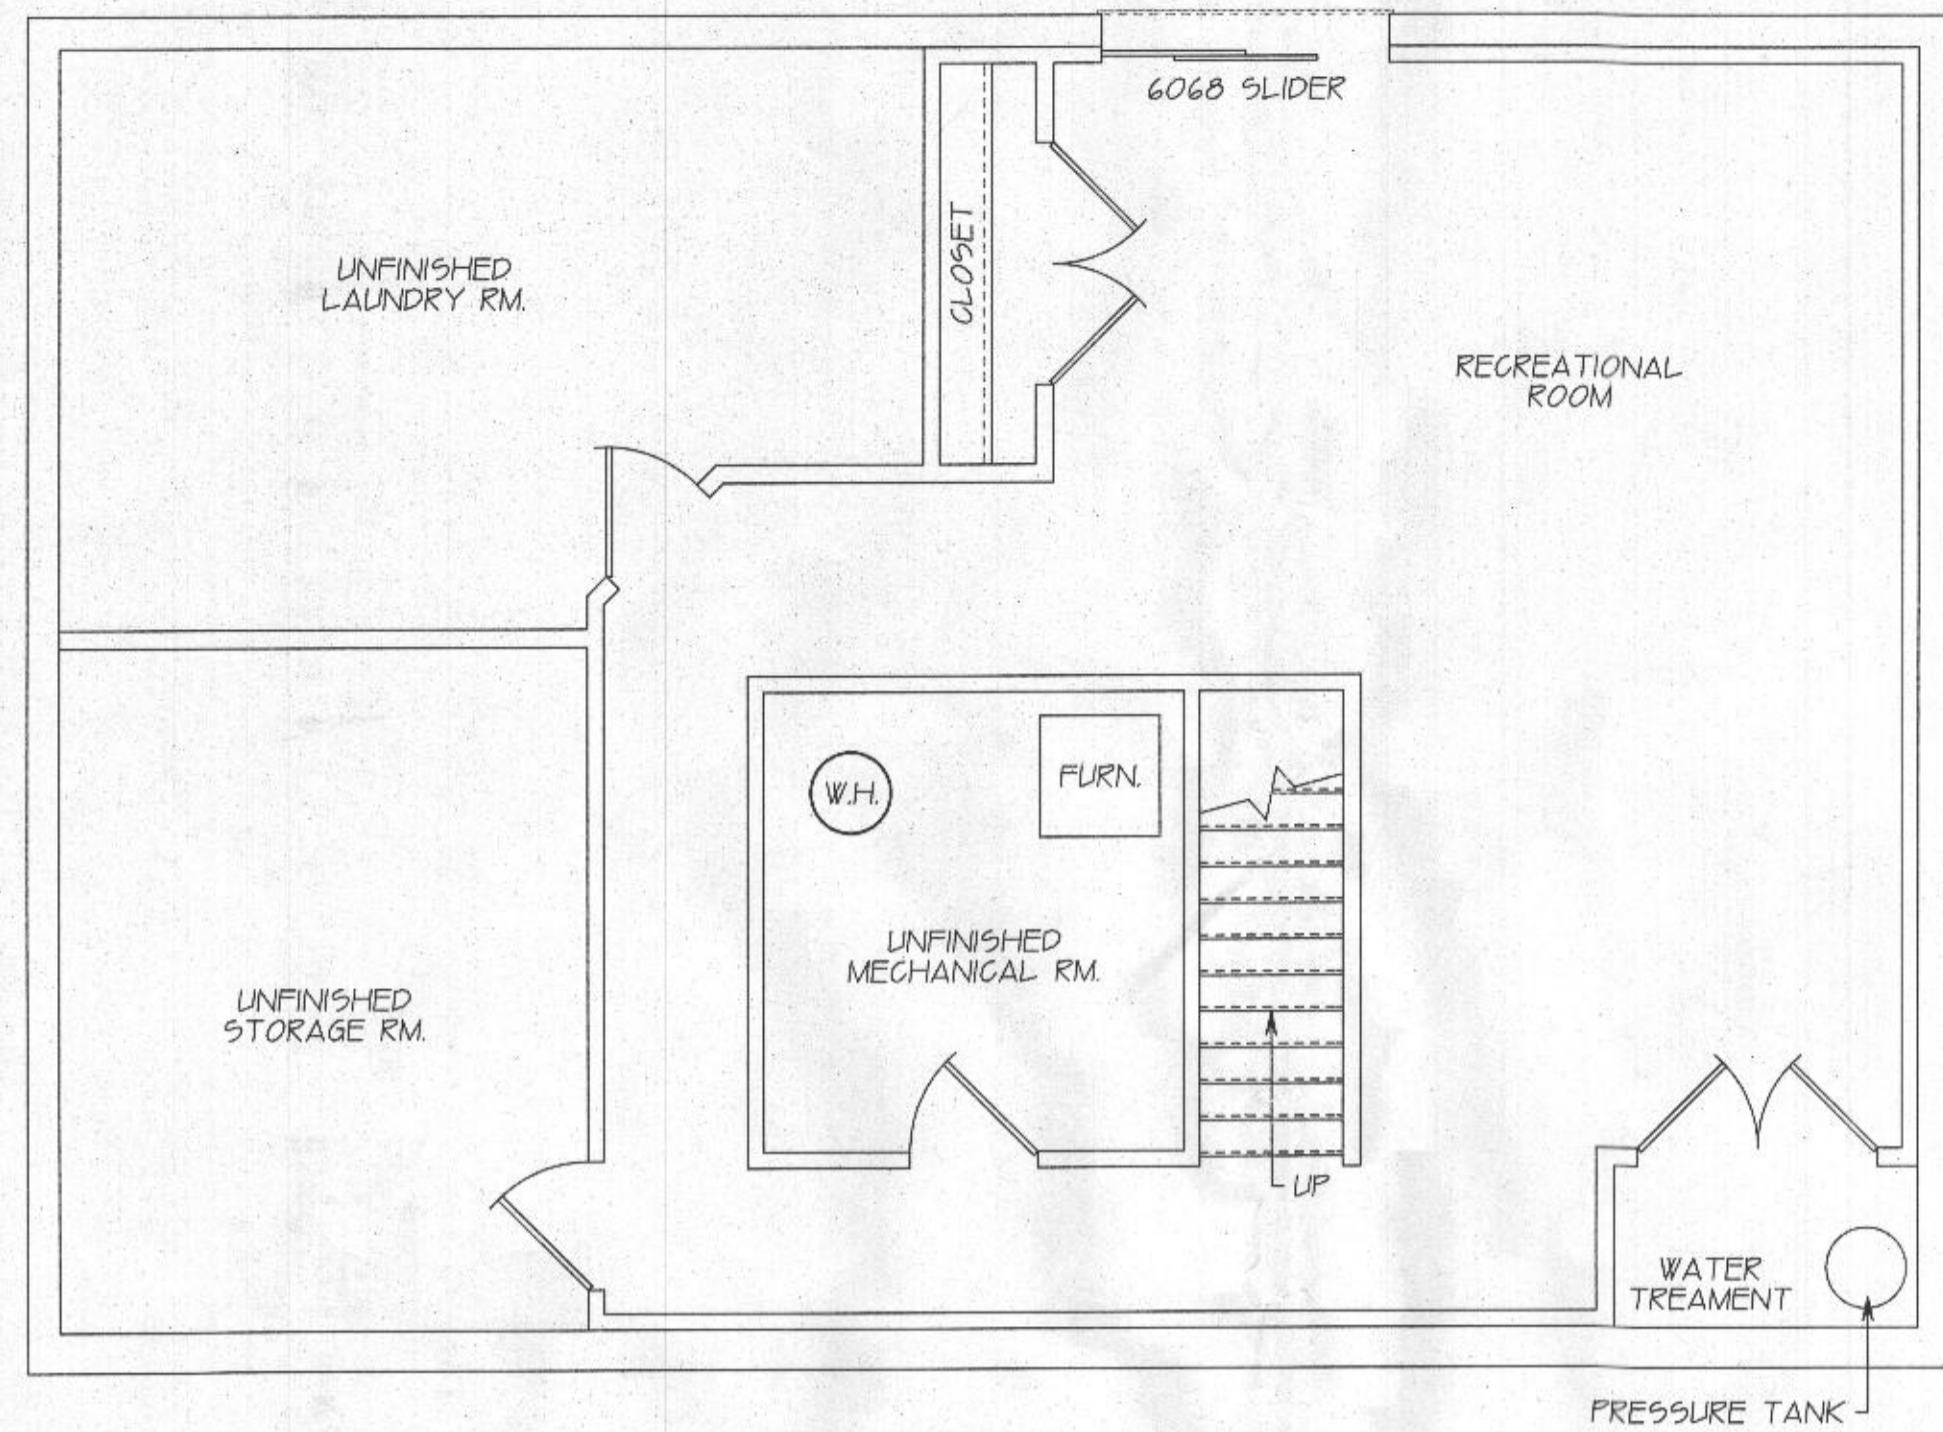 6068 SLIDER
UNFINISHED
LAUNDRY RM.
CLOSET
RECREATIONAL
ROOM
W.H.
FURN.
UNFINISHED
MECHANICAL RM.
UNFINISHED
STORAGE RM.
UP
WATER
TREAMENT
PRESSURE TANK